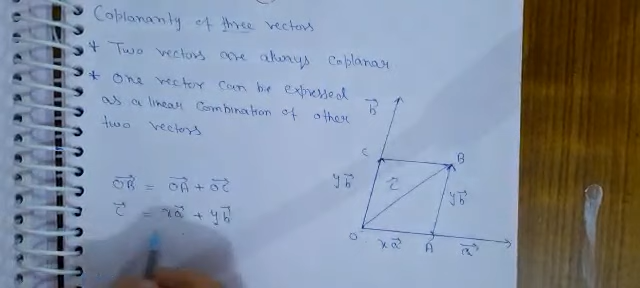 Coplanarity of three vectors
* Two vectors are always coplanar
* One vector can be expressed
as a linear combination of other
two vectors
b⃗
C
B
yb⃗
c⃗
yb⃗
O
xa⃗
A
a⃗
OB⃗ = OA⃗ + OC⃗
c⃗ = xa⃗ + yb⃗